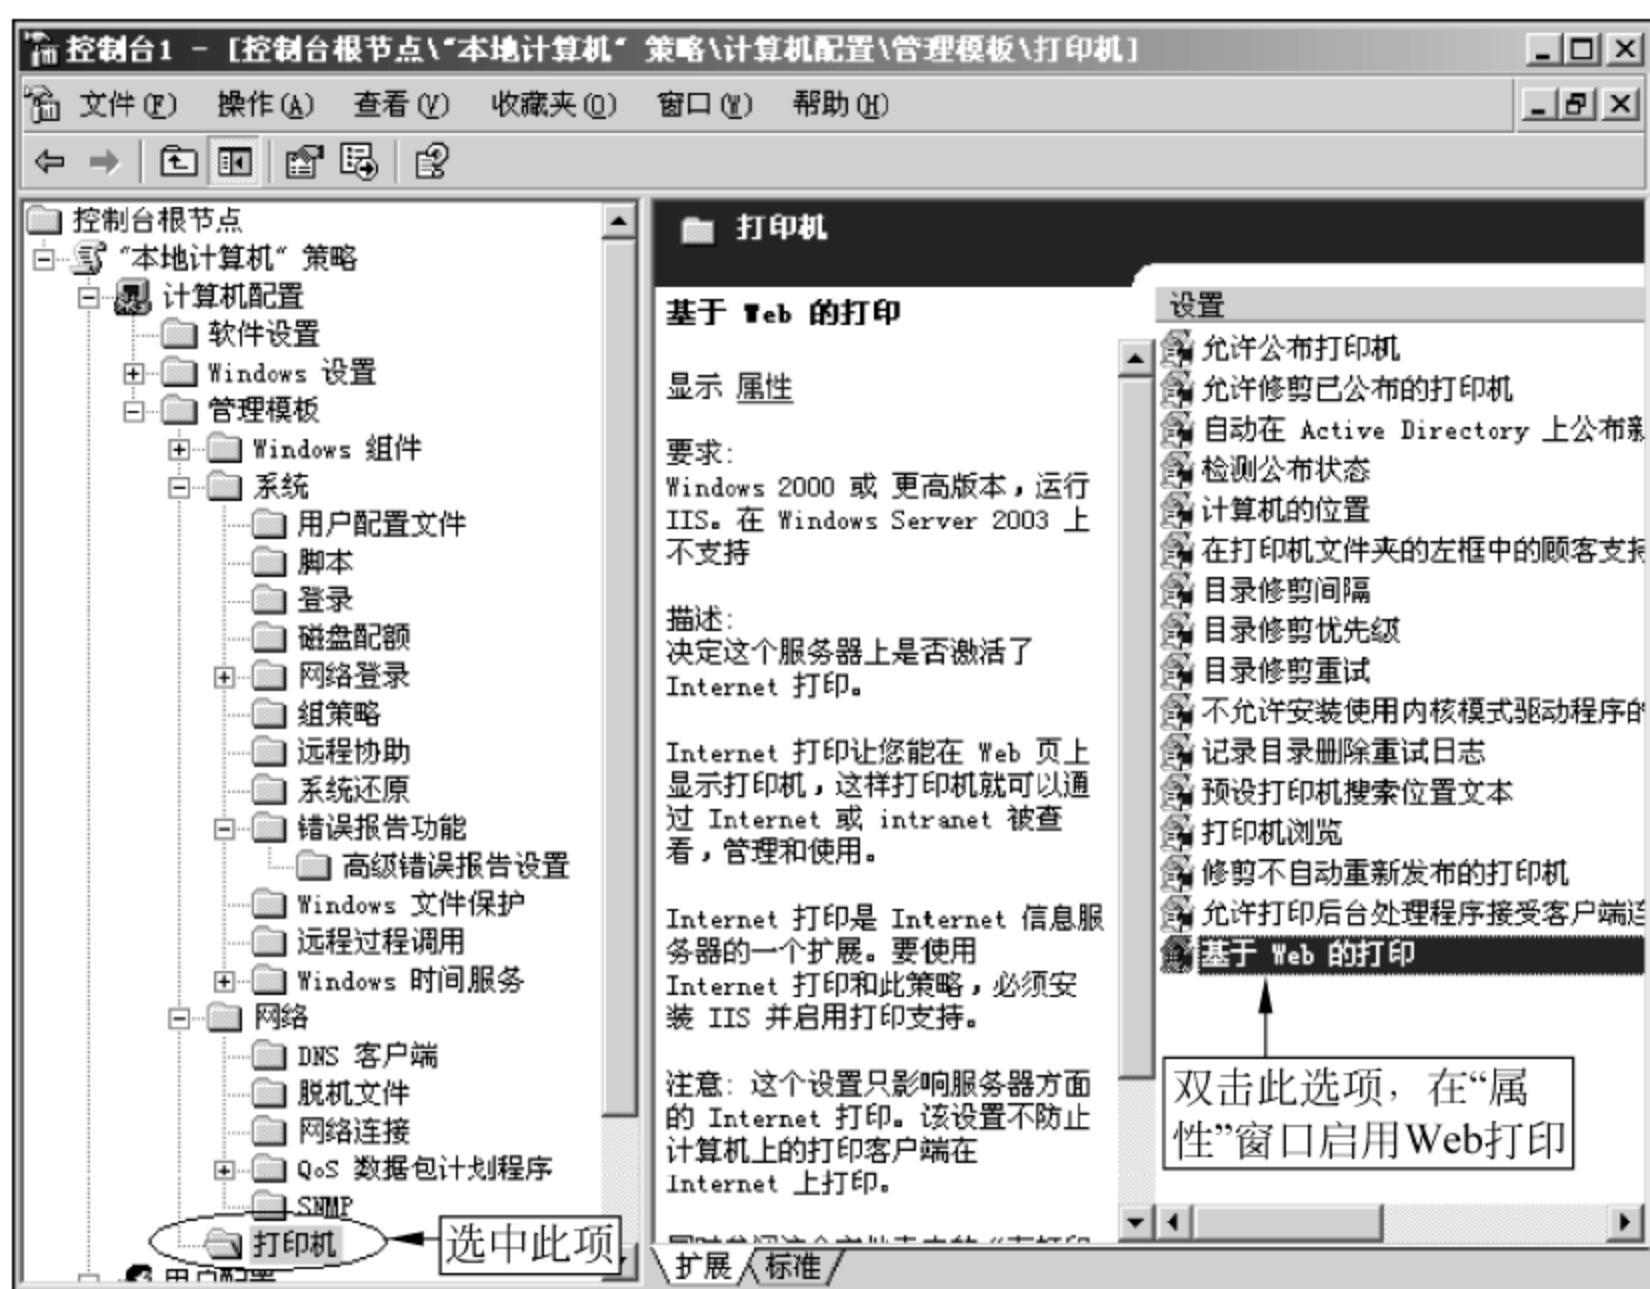 控制台1 - [控制台根节点\“本地计算机” 策略\计算机配置\管理模板\打印机]
文件(F) 操作(A) 查看(V) 收藏夹(O) 窗口(W) 帮助(H)
控制台根节点
“本地计算机” 策略
计算机配置
软件设置
Windows 设置
管理模板
Windows 组件
系统
用户配置文件
脚本
登录
磁盘配额
网络登录
组策略
远程协助
系统还原
错误报告功能
高级错误报告设置
Windows 文件保护
远程过程调用
Windows 时间服务
网络
DNS 客户端
脱机文件
网络连接
QoS 数据包计划程序
SNMP
打印机
选中此项
用户配置
打印机
基于 Web 的打印
显示 属性
要求:
Windows 2000 或 更高版本，运行
IIS。在 Windows Server 2003 上
不支持
描述:
决定这个服务器上是否激活了
Internet 打印。
Internet 打印让您能在 Web 页上
显示打印机，这样打印机就可以通
过 Internet 或 intranet 被查
看，管理和使用。
Internet 打印是 Internet 信息服
务器的一个扩展。要使用
Internet 打印和此策略，必须安
装 IIS 并启用打印支持。
注意: 这个设置只影响服务器方面
的 Internet 打印。该设置不防止
计算机上的打印客户端在
Internet 上打印。
扩展 标准
设置
允许公布打印机
允许修剪已公布的打印机
自动在 Active Directory 上公布新
检测公布状态
计算机的位置
在打印机文件夹的左框中的顾客支持
目录修剪间隔
目录修剪优先级
目录修剪重试
不允许安装使用内核模式驱动程序的
记录目录删除重试日志
预设打印机搜索位置文本
打印机浏览
修剪不自动重新发布的打印机
允许打印后台处理程序接受客户端连
基于 Web 的打印
双击此选项，在“属
性”窗口启用Web打印